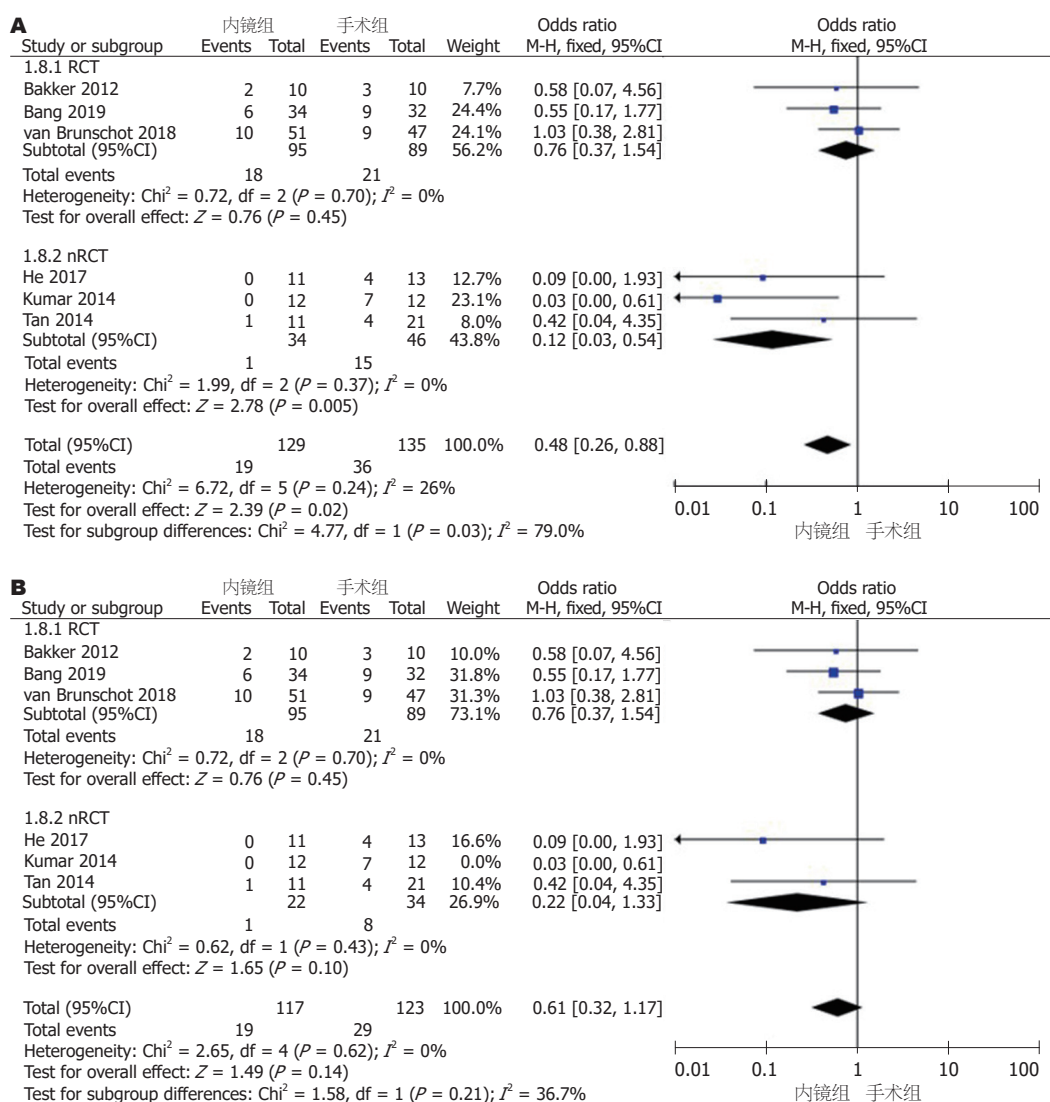 A
内镜组 手术组 Odds ratio Odds ratio
Study or subgroup Events Total Events Total Weight M-H, fixed, 95%CI M-H, fixed, 95%CI
1.8.1 RCT
Bakker 2012 2 10 3 10 7.7% 0.58 [0.07, 4.56]
Bang 2019 6 34 9 32 24.4% 0.55 [0.17, 1.77]
van Brunschot 2018 10 51 9 47 24.1% 1.03 [0.38, 2.81]
Subtotal (95%CI) 95 89 56.2% 0.76 [0.37, 1.54]
Total events 18 21
Heterogeneity: Chi² = 0.72, df = 2 (P = 0.70); I² = 0%
Test for overall effect: Z = 0.76 (P = 0.45)
1.8.2 nRCT
He 2017 0 11 4 13 12.7% 0.09 [0.00, 1.93]
Kumar 2014 0 12 7 12 23.1% 0.03 [0.00, 0.61]
Tan 2014 1 11 4 21 8.0% 0.42 [0.04, 4.35]
Subtotal (95%CI) 34 46 43.8% 0.12 [0.03, 0.54]
Total events 1 15
Heterogeneity: Chi² = 1.99, df = 2 (P = 0.37); I² = 0%
Test for overall effect: Z = 2.78 (P = 0.005)
Total (95%CI) 129 135 100.0% 0.48 [0.26, 0.88]
Total events 19 36
Heterogeneity: Chi² = 6.72, df = 5 (P = 0.24); I² = 26%
Test for overall effect: Z = 2.39 (P = 0.02)
Test for subgroup differences: Chi² = 4.77, df = 1 (P = 0.03); I² = 79.0%
0.01 0.1 1 10 100
内镜组 手术组
B
内镜组 手术组 Odds ratio Odds ratio
Study or subgroup Events Total Events Total Weight M-H, fixed, 95%CI M-H, fixed, 95%CI
1.8.1 RCT
Bakker 2012 2 10 3 10 10.0% 0.58 [0.07, 4.56]
Bang 2019 6 34 9 32 31.8% 0.55 [0.17, 1.77]
van Brunschot 2018 10 51 9 47 31.3% 1.03 [0.38, 2.81]
Subtotal (95%CI) 95 89 73.1% 0.76 [0.37, 1.54]
Total events 18 21
Heterogeneity: Chi² = 0.72, df = 2 (P = 0.70); I² = 0%
Test for overall effect: Z = 0.76 (P = 0.45)
1.8.2 nRCT
He 2017 0 11 4 13 16.6% 0.09 [0.00, 1.93]
Kumar 2014 0 12 7 12 0.0% 0.03 [0.00, 0.61]
Tan 2014 1 11 4 21 10.4% 0.42 [0.04, 4.35]
Subtotal (95%CI) 22 34 26.9% 0.22 [0.04, 1.33]
Total events 1 8
Heterogeneity: Chi² = 0.62, df = 1 (P = 0.43); I² = 0%
Test for overall effect: Z = 1.65 (P = 0.10)
Total (95%CI) 117 123 100.0% 0.61 [0.32, 1.17]
Total events 19 29
Heterogeneity: Chi² = 2.65, df = 4 (P = 0.62); I² = 0%
Test for overall effect: Z = 1.49 (P = 0.14)
Test for subgroup differences: Chi² = 1.58, df = 1 (P = 0.21); I² = 36.7%
0.01 0.1 1 10 100
内镜组 手术组